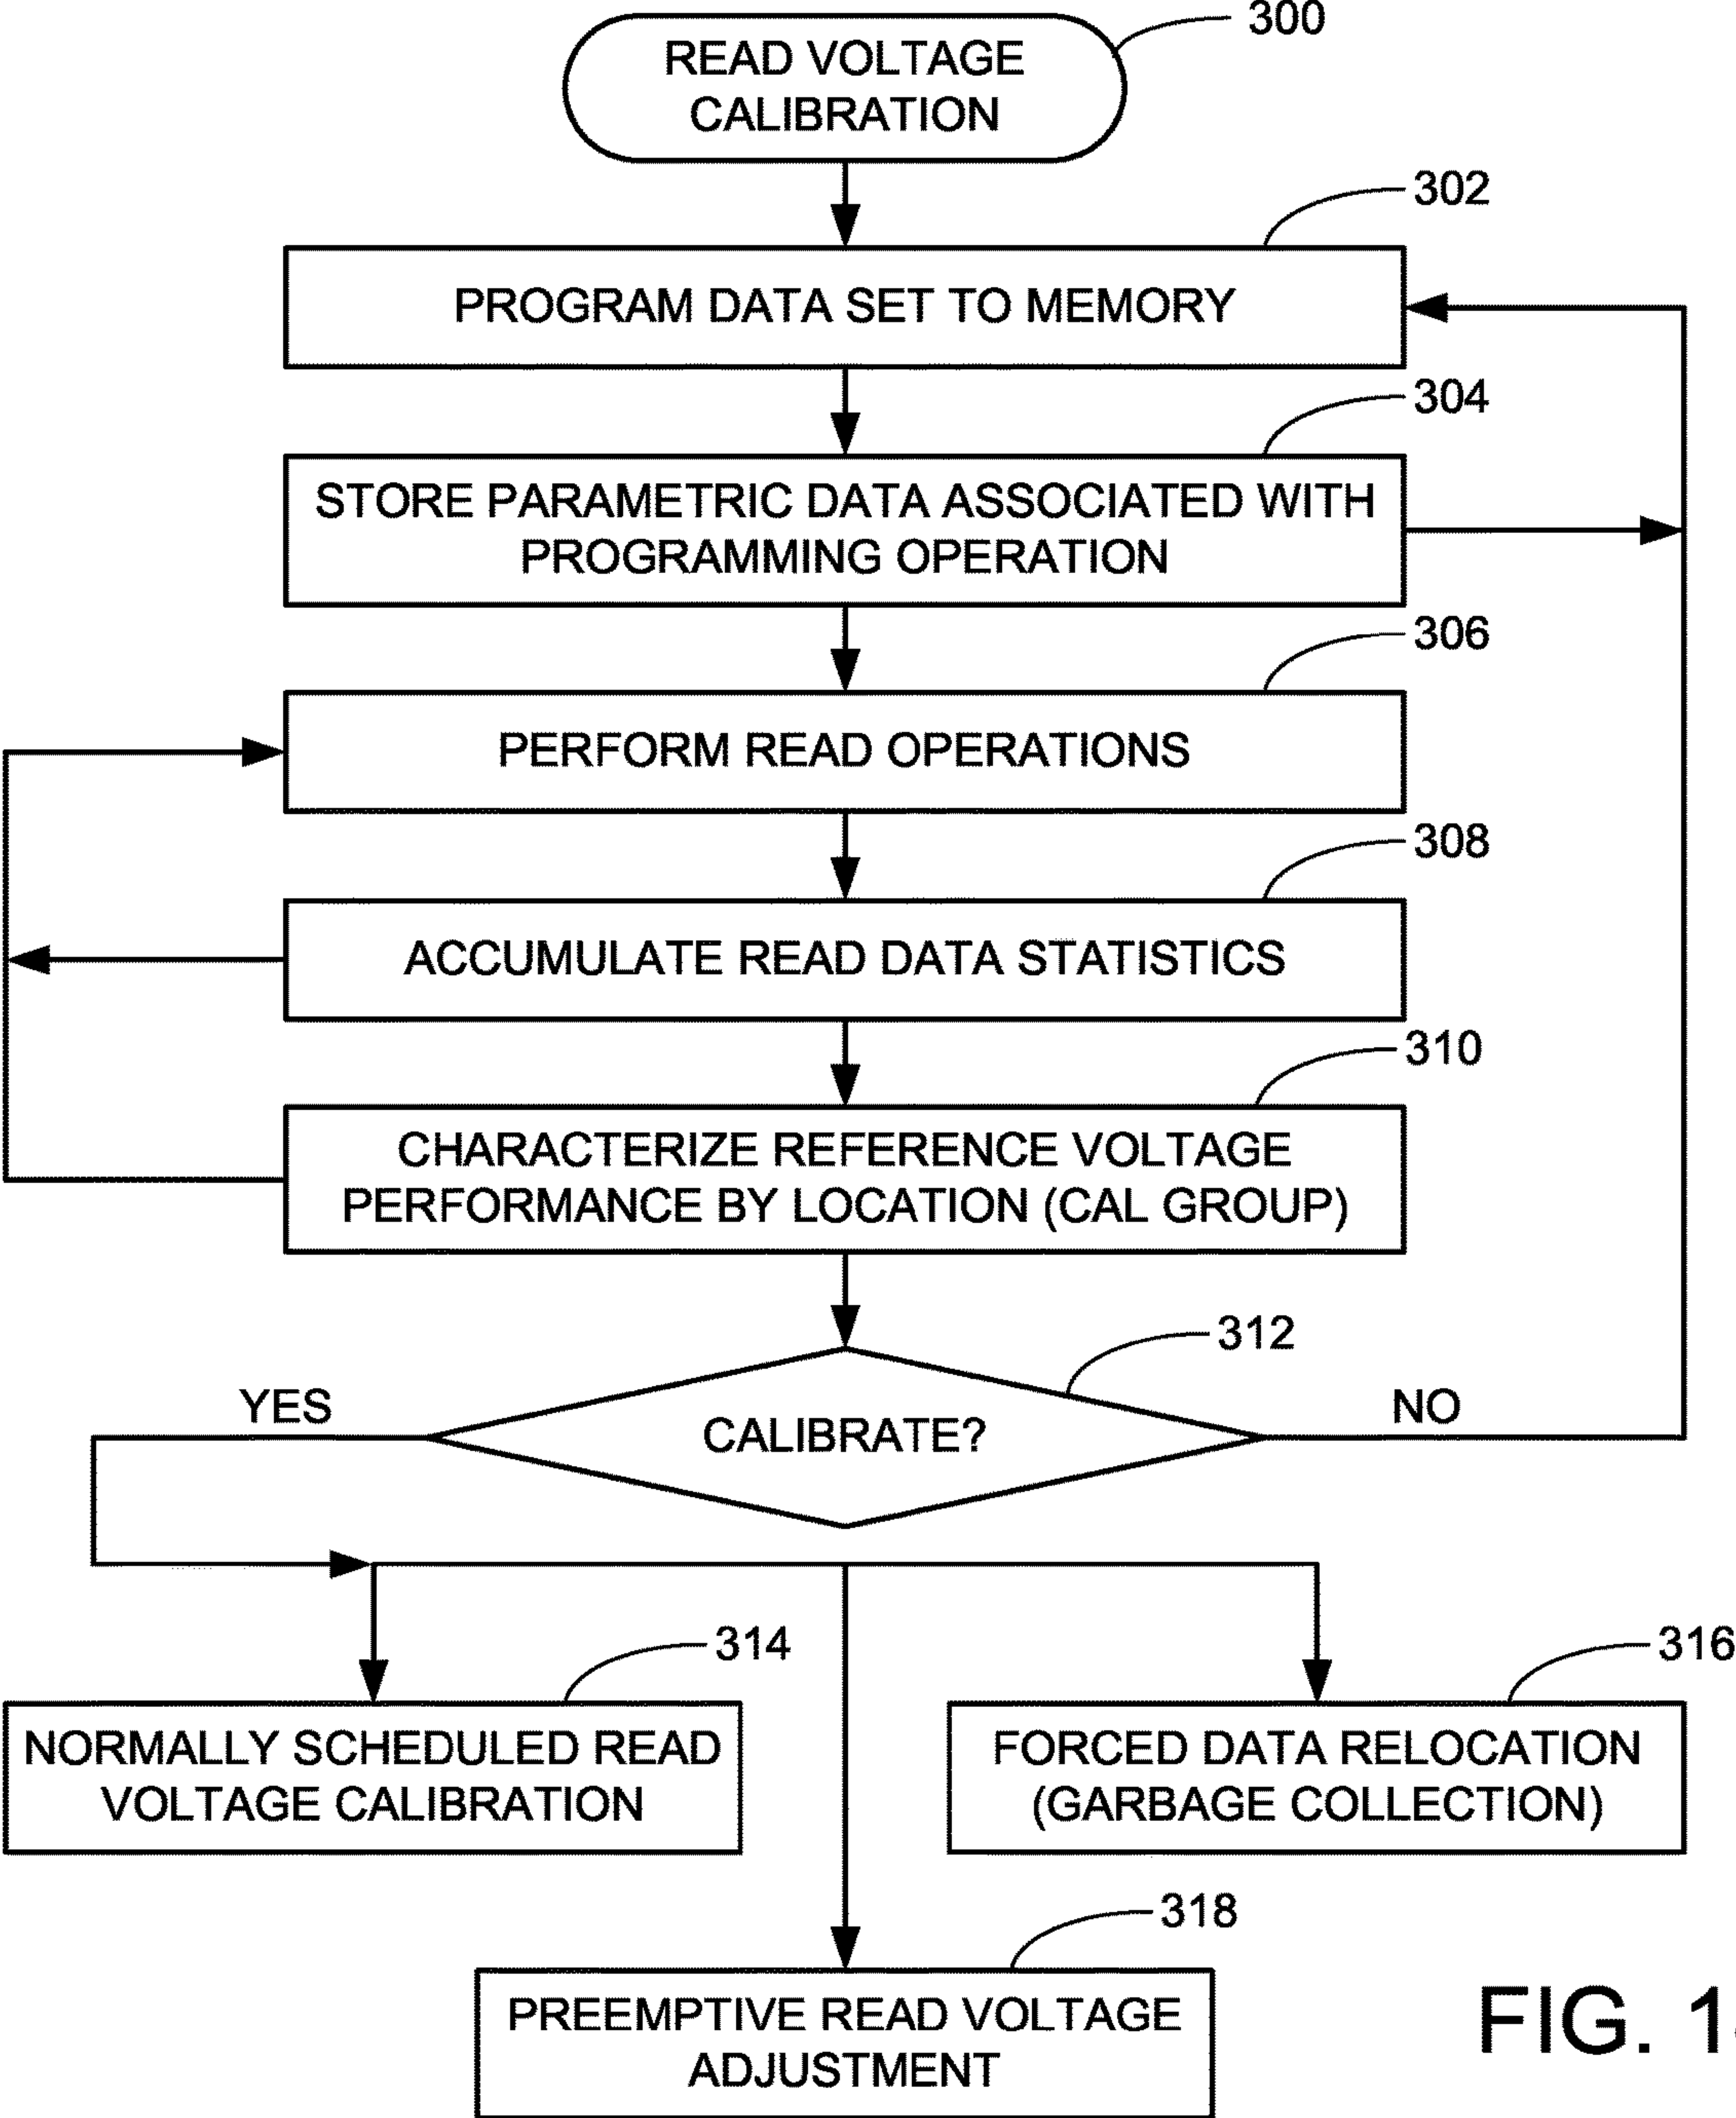 300
READ VOLTAGE
CALIBRATION
302
PROGRAM DATA SET TO MEMORY
304
STORE PARAMETRIC DATA ASSOCIATED WITH
PROGRAMMING OPERATION
306
PERFORM READ OPERATIONS
308
ACCUMULATE READ DATA STATISTICS
310
CHARACTERIZE REFERENCE VOLTAGE
PERFORMANCE BY LOCATION (CAL GROUP)
312
YES
CALIBRATE?
NO
314
316
NORMALLY SCHEDULED READ
VOLTAGE CALIBRATION
FORCED DATA RELOCATION
(GARBAGE COLLECTION)
318
PREEMPTIVE READ VOLTAGE
ADJUSTMENT
FIG.